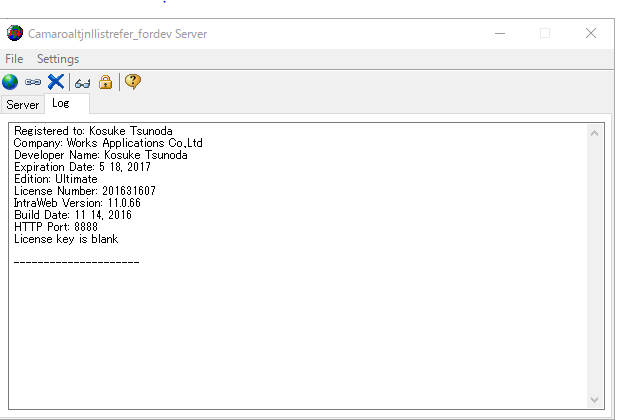 Camaroaltjnllistrefer_fordev Server
File Settings
Server Log
Registered to: Kosuke Tsunoda
Company: Works Applications Co,Ltd
Developer Name: Kosuke Tsunoda
Expiration Date: 5 18, 2017
Edition: Ultimate
License Number: 201631607
IntraWeb Version: 11.0.66
Build Date: 11 14, 2016
HTTP Port: 8888
License key is blank
---------------------